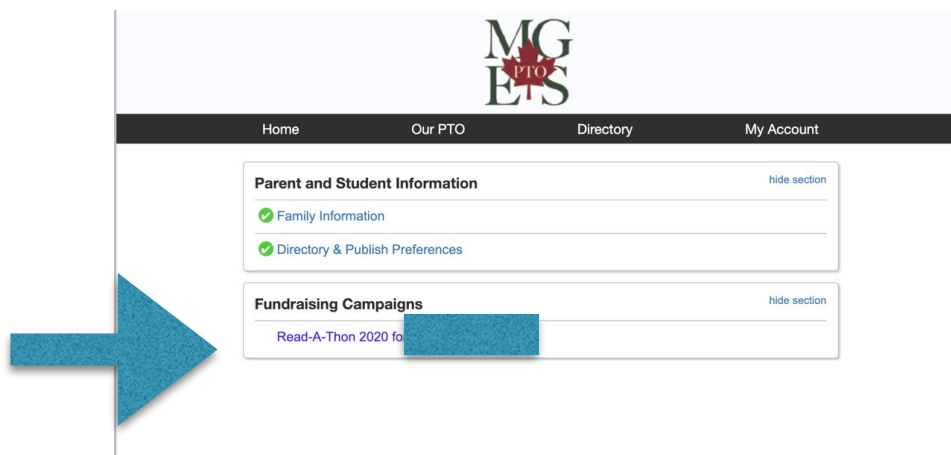 MG
PTO
ES
Home Our PTO Directory My Account
Parent and Student Information hide section
Family Information
Directory & Publish Preferences
Fundraising Campaigns hide section
Read-A-Thon 2020 fo